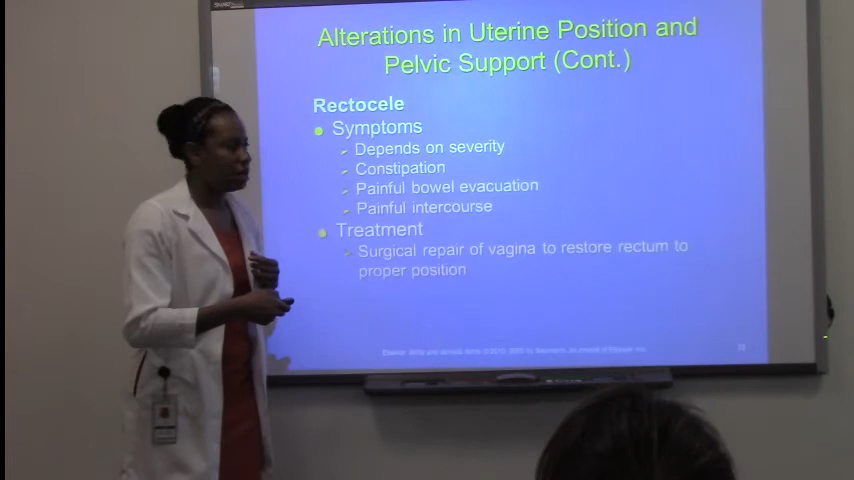 Alterations in Uterine Position and
Pelvic Support (Cont.)
Rectocele
Symptoms
Depends on severity
Constipation
Painful bowel evacuation
Painful intercourse
Treatment
Surgical repair of vagina to restore rectum to
proper position